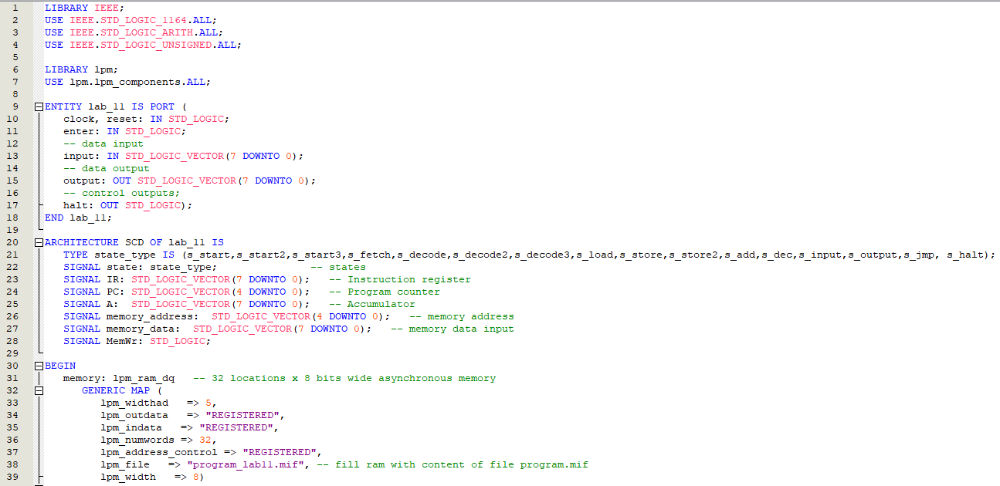 1 LIBRARY IEEE;
2 USE IEEE.STD_LOGIC_1164.ALL;
3 USE IEEE.STD_LOGIC_ARITH.ALL;
4 USE IEEE.STD_LOGIC_UNSIGNED.ALL;
5
6 LIBRARY lpm;
7 USE lpm.lpm_components.ALL;
8
9 ENTITY lab_11 IS PORT (
10 clock, reset: IN STD_LOGIC;
11 enter: IN STD_LOGIC;
12 -- data input
13 input: IN STD_LOGIC_VECTOR(7 DOWNTO 0);
14 -- data output
15 output: OUT STD_LOGIC_VECTOR(7 DOWNTO 0);
16 -- control outputs;
17 halt: OUT STD_LOGIC);
18 END lab_11;
19
20 ARCHITECTURE SCD OF lab_11 IS
21 TYPE state_type IS (s_start,s_start2,s_start3,s_fetch,s_decode,s_decode2,s_decode3,s_load,s_store,s_store2,s_add,s_dec,s_input,s_output,s_jmp, s_halt);
22 SIGNAL state: state_type; -- states
23 SIGNAL IR: STD_LOGIC_VECTOR(7 DOWNTO 0); -- Instruction register
24 SIGNAL PC: STD_LOGIC_VECTOR(4 DOWNTO 0); -- Program counter
25 SIGNAL A: STD_LOGIC_VECTOR(7 DOWNTO 0); -- Accumulator
26 SIGNAL memory_address: STD_LOGIC_VECTOR(4 DOWNTO 0); -- memory address
27 SIGNAL memory_data: STD_LOGIC_VECTOR(7 DOWNTO 0); -- memory data input
28 SIGNAL MemWr: STD_LOGIC;
29
30 BEGIN
31 memory: lpm_ram_dq -- 32 locations x 8 bits wide asynchronous memory
32 GENERIC MAP (
33 lpm_widthad => 5,
34 lpm_outdata => "REGISTERED",
35 lpm_indata => "REGISTERED",
36 lpm_numwords => 32,
37 lpm_address_control => "REGISTERED",
38 lpm_file => "program_lab11.mif", -- fill ram with content of file program.mif
39 lpm_width => 8)